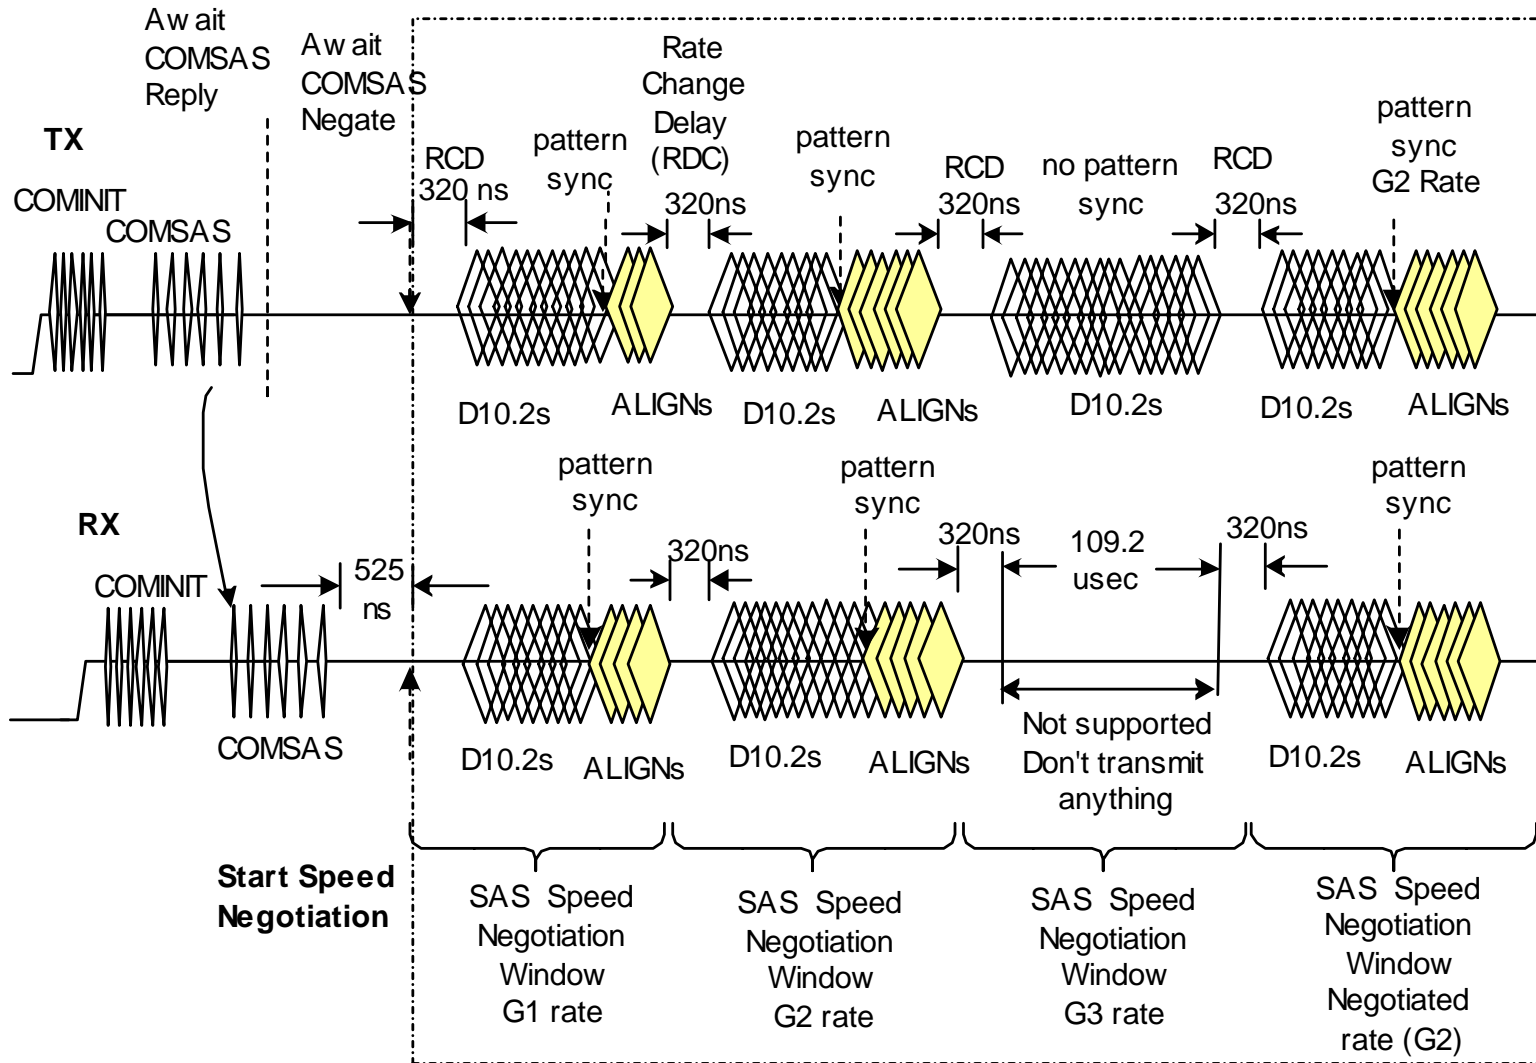 Await
COMSAS
Reply
Await
COMSAS
Negate
TX
COMINIT
COMSAS
RCD
320 ns
pattern
sync
Rate
Change
Delay
(RDC)
320ns
pattern
sync
RCD
320ns
no pattern
sync
RCD
320ns
pattern
sync
G2 Rate
D10.2s
ALIGNs
D10.2s
ALIGNs
D10.2s
D10.2s
ALIGNs
RX
COMINIT
COMSAS
525
ns
pattern
sync
320ns
pattern
sync
320ns
109.2
usec
320ns
pattern
sync
D10.2s
ALIGNs
D10.2s
ALIGNs
Not supported
Don't transmit
anything
D10.2s
ALIGNs
Start Speed
Negotiation
SAS Speed
Negotiation
Window
G1 rate
SAS Speed
Negotiation
Window
G2 rate
SAS Speed
Negotiation
Window
G3 rate
SAS Speed
Negotiation
Window
Negotiated
rate (G2)